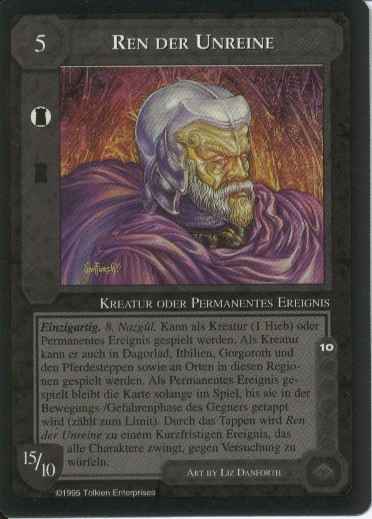 5
REN DER UNREINE
KREATUR ODER PERMANENTES EREIGNIS
Einzigartig. 8. Nazgûl. Kann als Kreatur (1 Hieb) oder
Permanentes Ereignis gespielt werden. Als Kreatur
kann er auch in Dagorlad, Ithilien, Gorgoroth und
den Pferdesteppen sowie an Orten in diesen Regio-
nen gespielt werden. Als Permanentes Ereignis ge-
spielt bleibt die Karte solange im Spiel, bis sie in der
Bewegungs-/Gefahrenphase des Gegners getappt
wird (zählt zum Limit). Durch das Tappen wird Ren
der Unreine zu einem Kurzfristigen Ereignis, das
alle Charaktere zwingt, gegen Versuchung zu
würfeln.
10
15/10
ART BY LIZ DANFORTH
©1995 Tolkien Enterprises